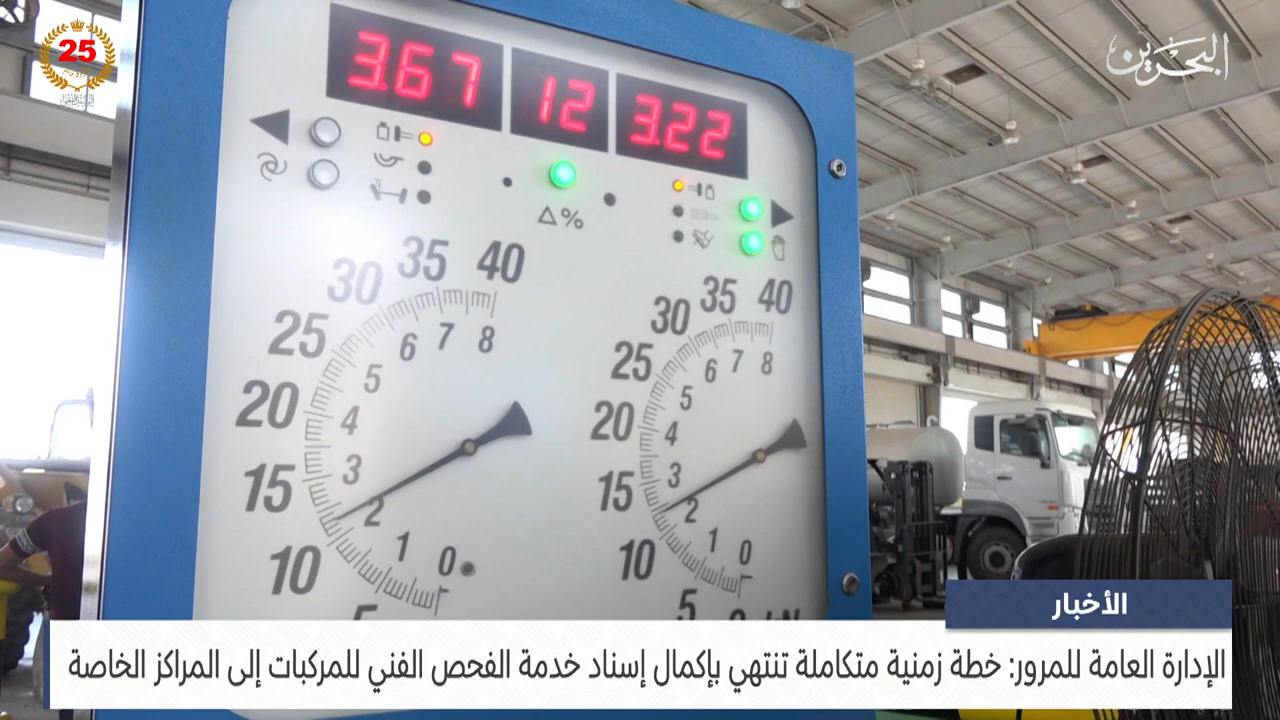 25
البحرين
3.67 12 3.22
Δ%
40 35 30 25 20 15 10 5
8 7 6 5 4 3 2 1 0
40 35 30 25 20 15 10 5
8 7 6 5 4 3 2 1 0
الأخبار
الإدارة العامة للمرور: خطة زمنية متكاملة تنتهي بإكمال إسناد خدمة الفحص الفني للمركبات إلى المراكز الخاصة